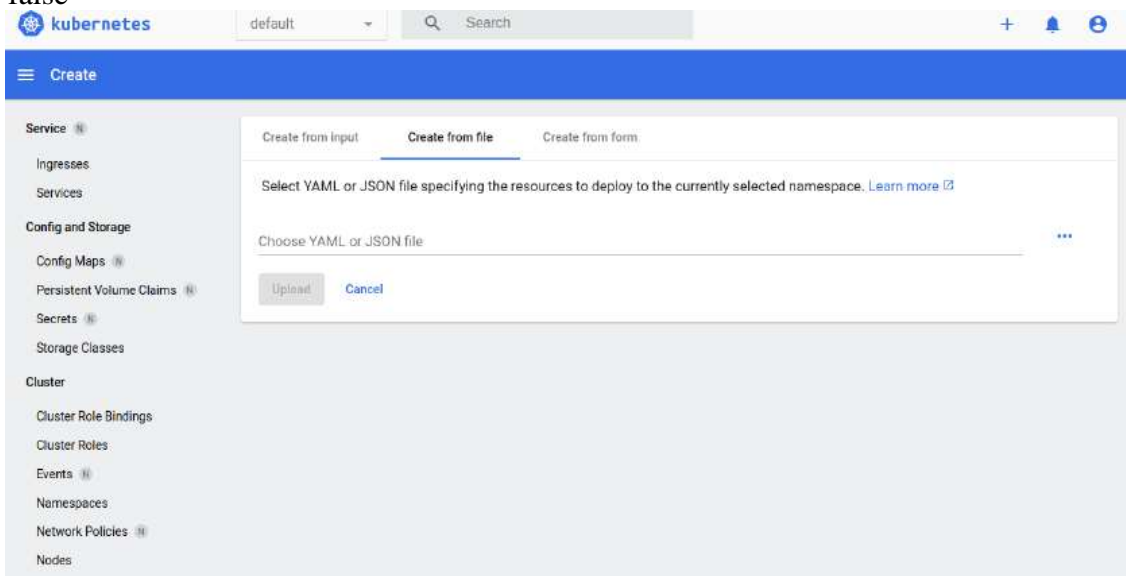 false
kubernetes
default
Search
Create
Service N
Create from input Create from file Create from form
Ingresses
Services
Select YAML or JSON file specifying the resources to deploy to the currently selected namespace. Learn more
Config and Storage
Choose YAML or JSON file
Config Maps N
Persistent Volume Claims N
Upload Cancel
Secrets N
Storage Classes
Cluster
Cluster Role Bindings
Cluster Roles
Events N
Namespaces
Network Policies N
Nodes